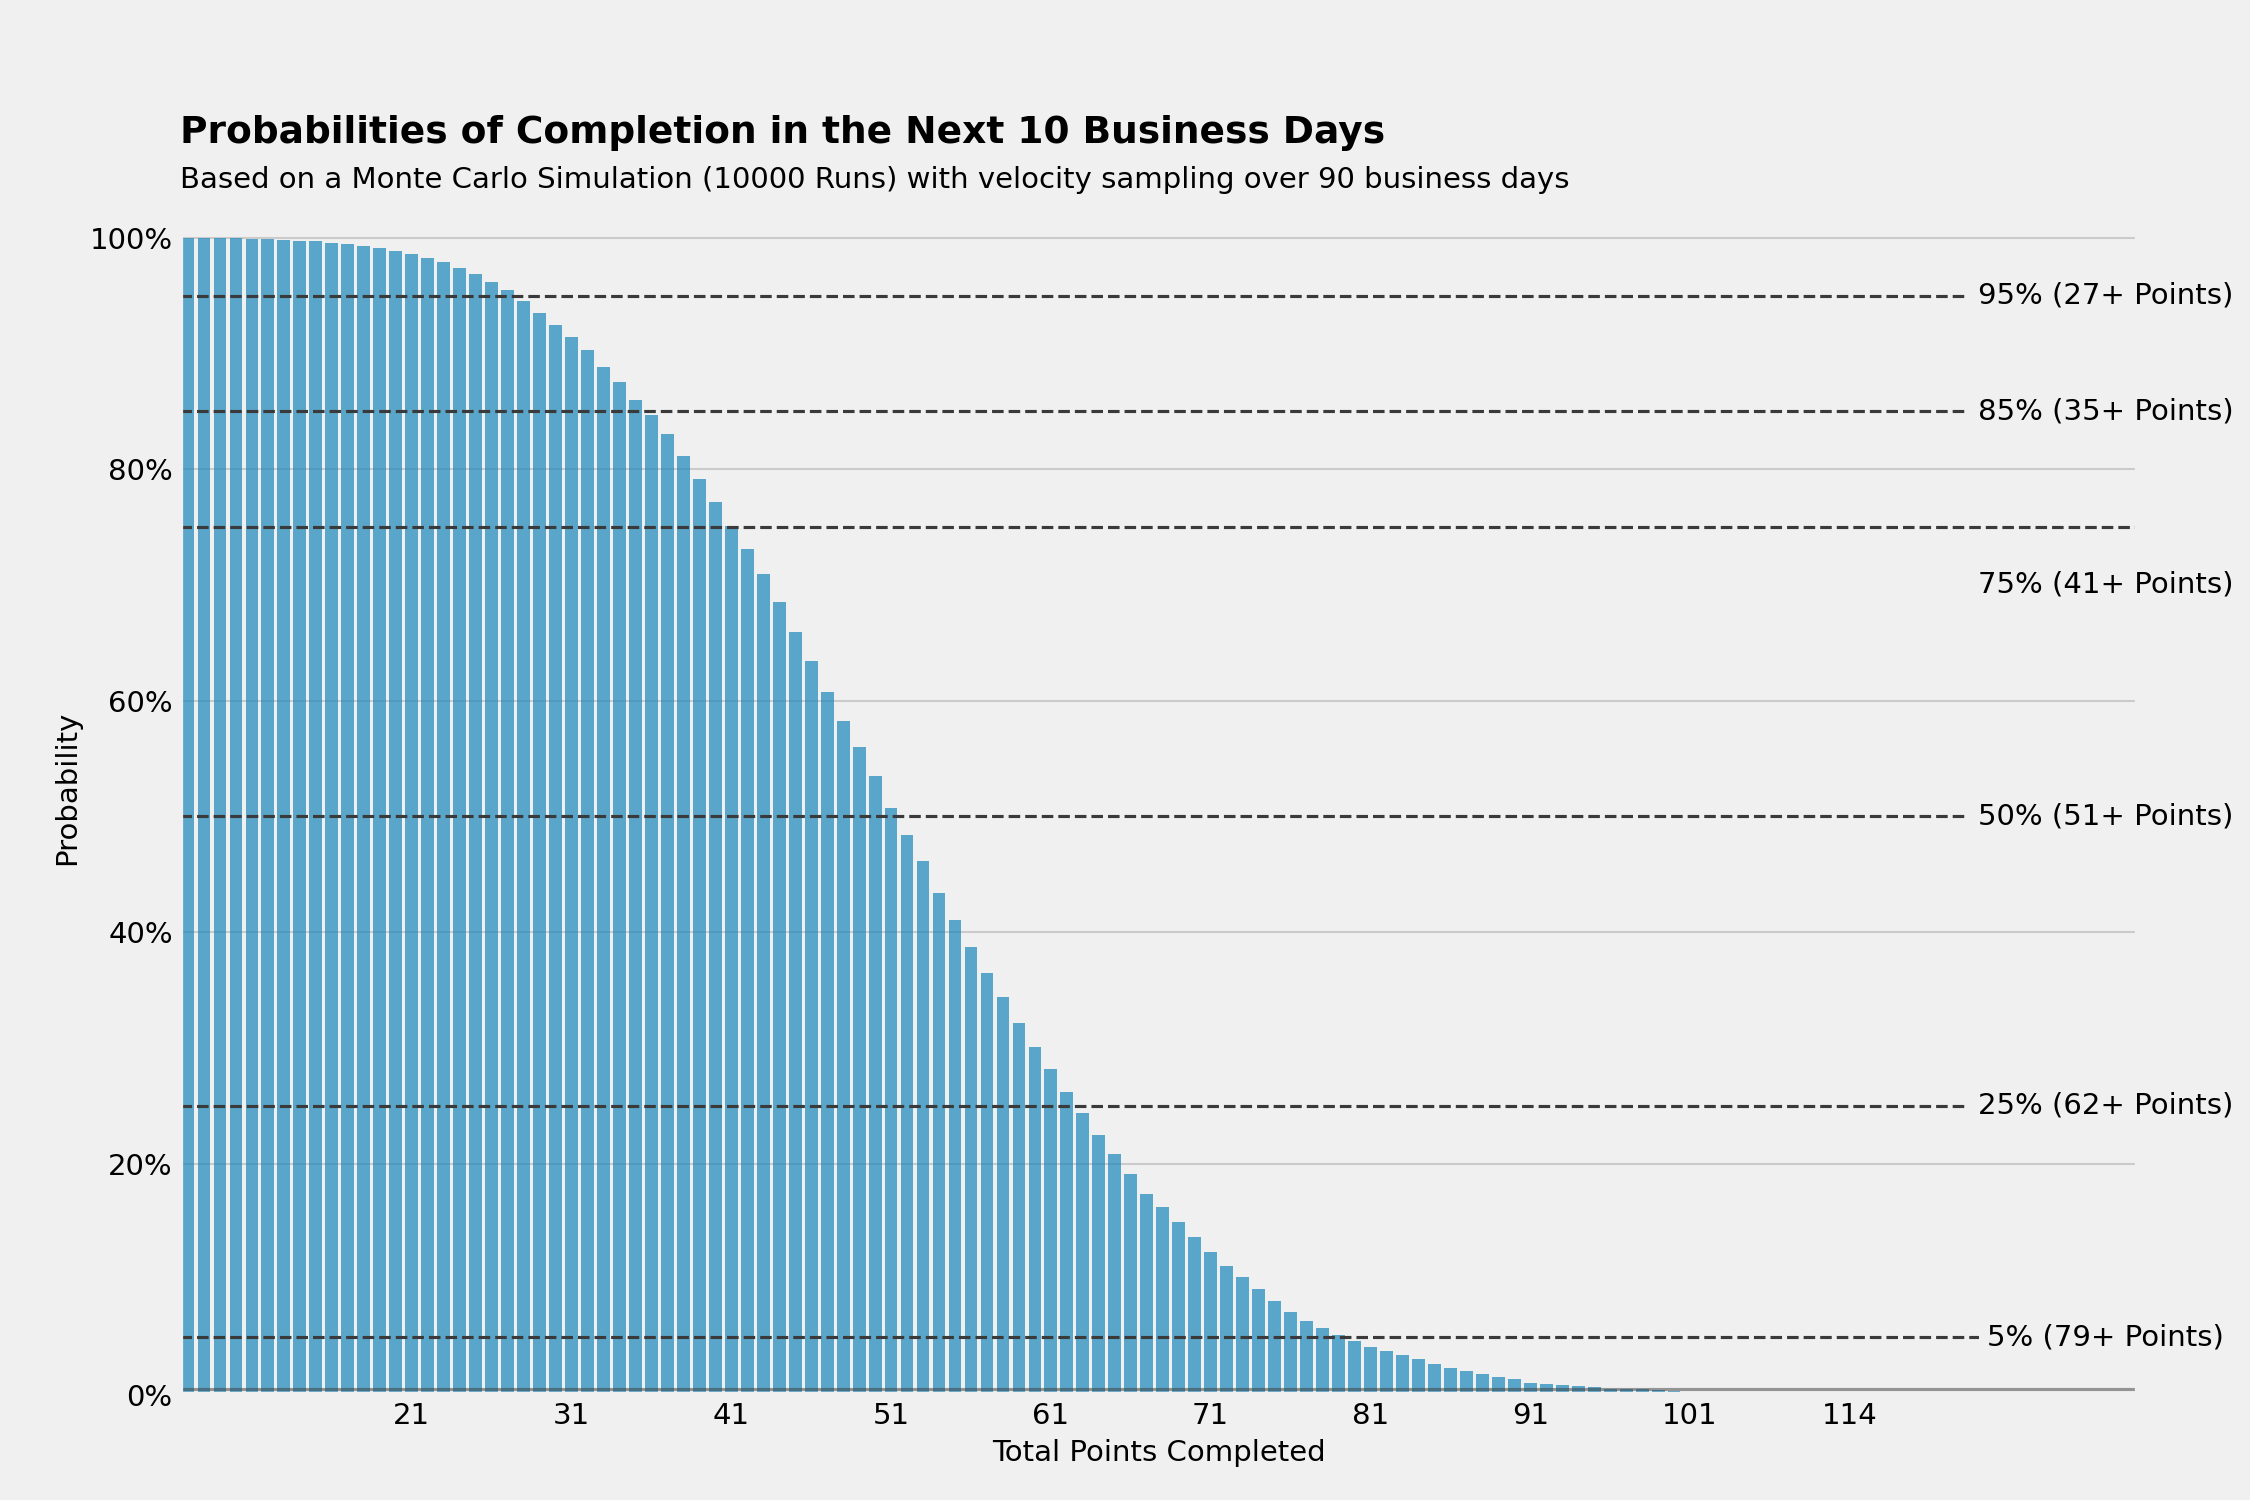 Probabilities of Completion in the Next 10 Business Days
Based on a Monte Carlo Simulation (10000 Runs) with velocity sampling over 90 business days
100%
95% (27+ Points)
85% (35+ Points)
80%
75% (41+ Points)
60%
Probability
50% (51+ Points)
40%
25% (62+ Points)
20%
5% (79+ Points)
0%
21 31 41 51 61 71 81 91 101 114
Total Points Completed